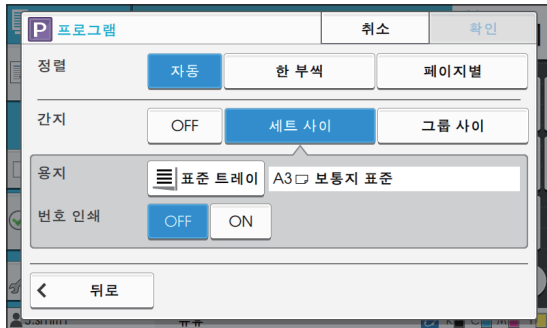 P 프로그램 취소 확인
정렬 자동 한 부씩 페이지별
간지 OFF 세트 사이 그룹 사이
용지 표준 트레이 A3 보통지 표준
번호 인쇄 OFF ON
뒤로